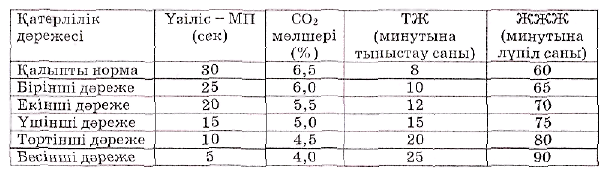 Қатерлілік Үзіліс – МП CO₂ ТЖ ЖЖЖ
дәрежесі (сек) мөлшері (минутына (минутына
(%) тыныстау саны) лүпіл саны)
Қалыпты норма 30 6,5 8 60
Бірінші дәреже 25 6,0 10 65
Екінші дәреже 20 5,5 12 70
Үшінші дәреже 15 5,0 15 75
Төртінші дәреже 10 4,5 20 80
Бесінші дәреже 5 4,0 25 90